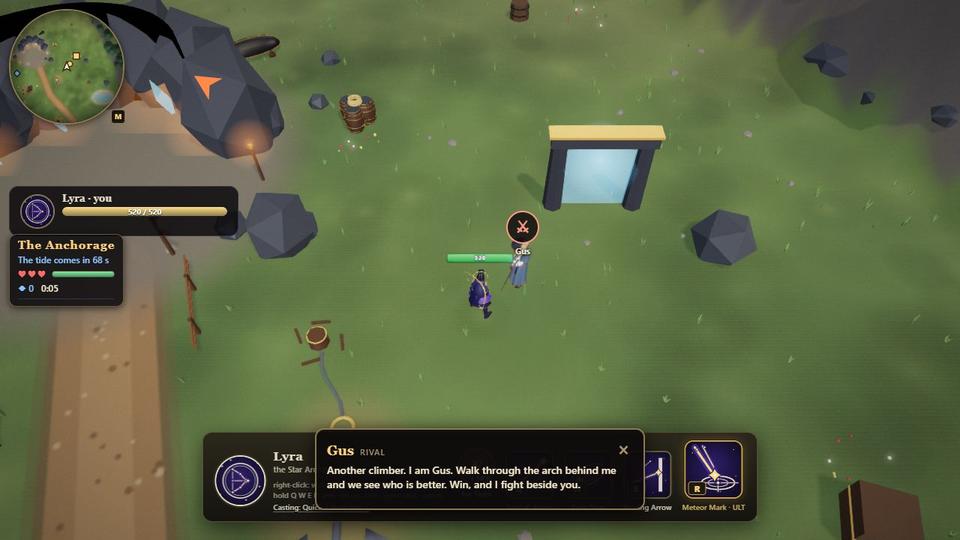 M
Lyra · you
520 / 520
The Anchorage
The tide comes in 68 s
0 0:05
Gus
520
Lyra
the Star Ar
right-click: w
hold Q W E
Casting: Quic
Gus RIVAL
Another climber. I am Gus. Walk through the arch behind me
and we see who is better. Win, and I fight beside you.
ng Arrow
R
Meteor Mark · ULT